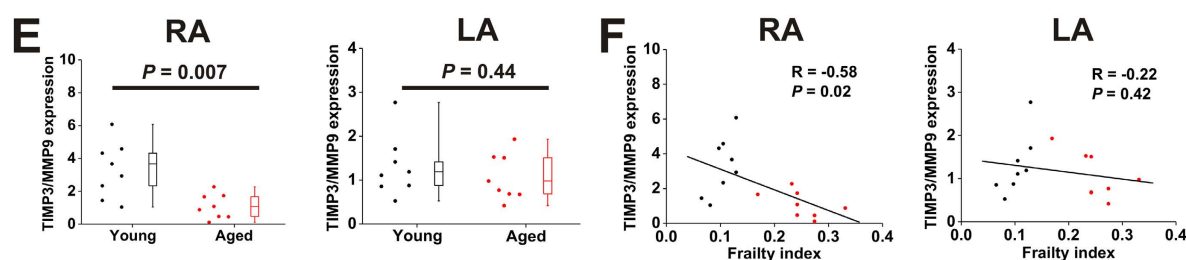 E
RA
TIMP3/MMP9 expression
10
8
6
4
2
0
P = 0.007
Young
Aged
LA
TIMP3/MMP9 expression
4
3
2
1
0
P = 0.44
Young
Aged
F
RA
TIMP3/MMP9 expression
10
8
6
4
2
0
R = -0.58
P = 0.02
0.0 0.1 0.2 0.3 0.4
Frailty index
LA
TIMP3/MMP9 expression
4
3
2
1
0
R = -0.22
P = 0.42
0.0 0.1 0.2 0.3 0.4
Frailty index